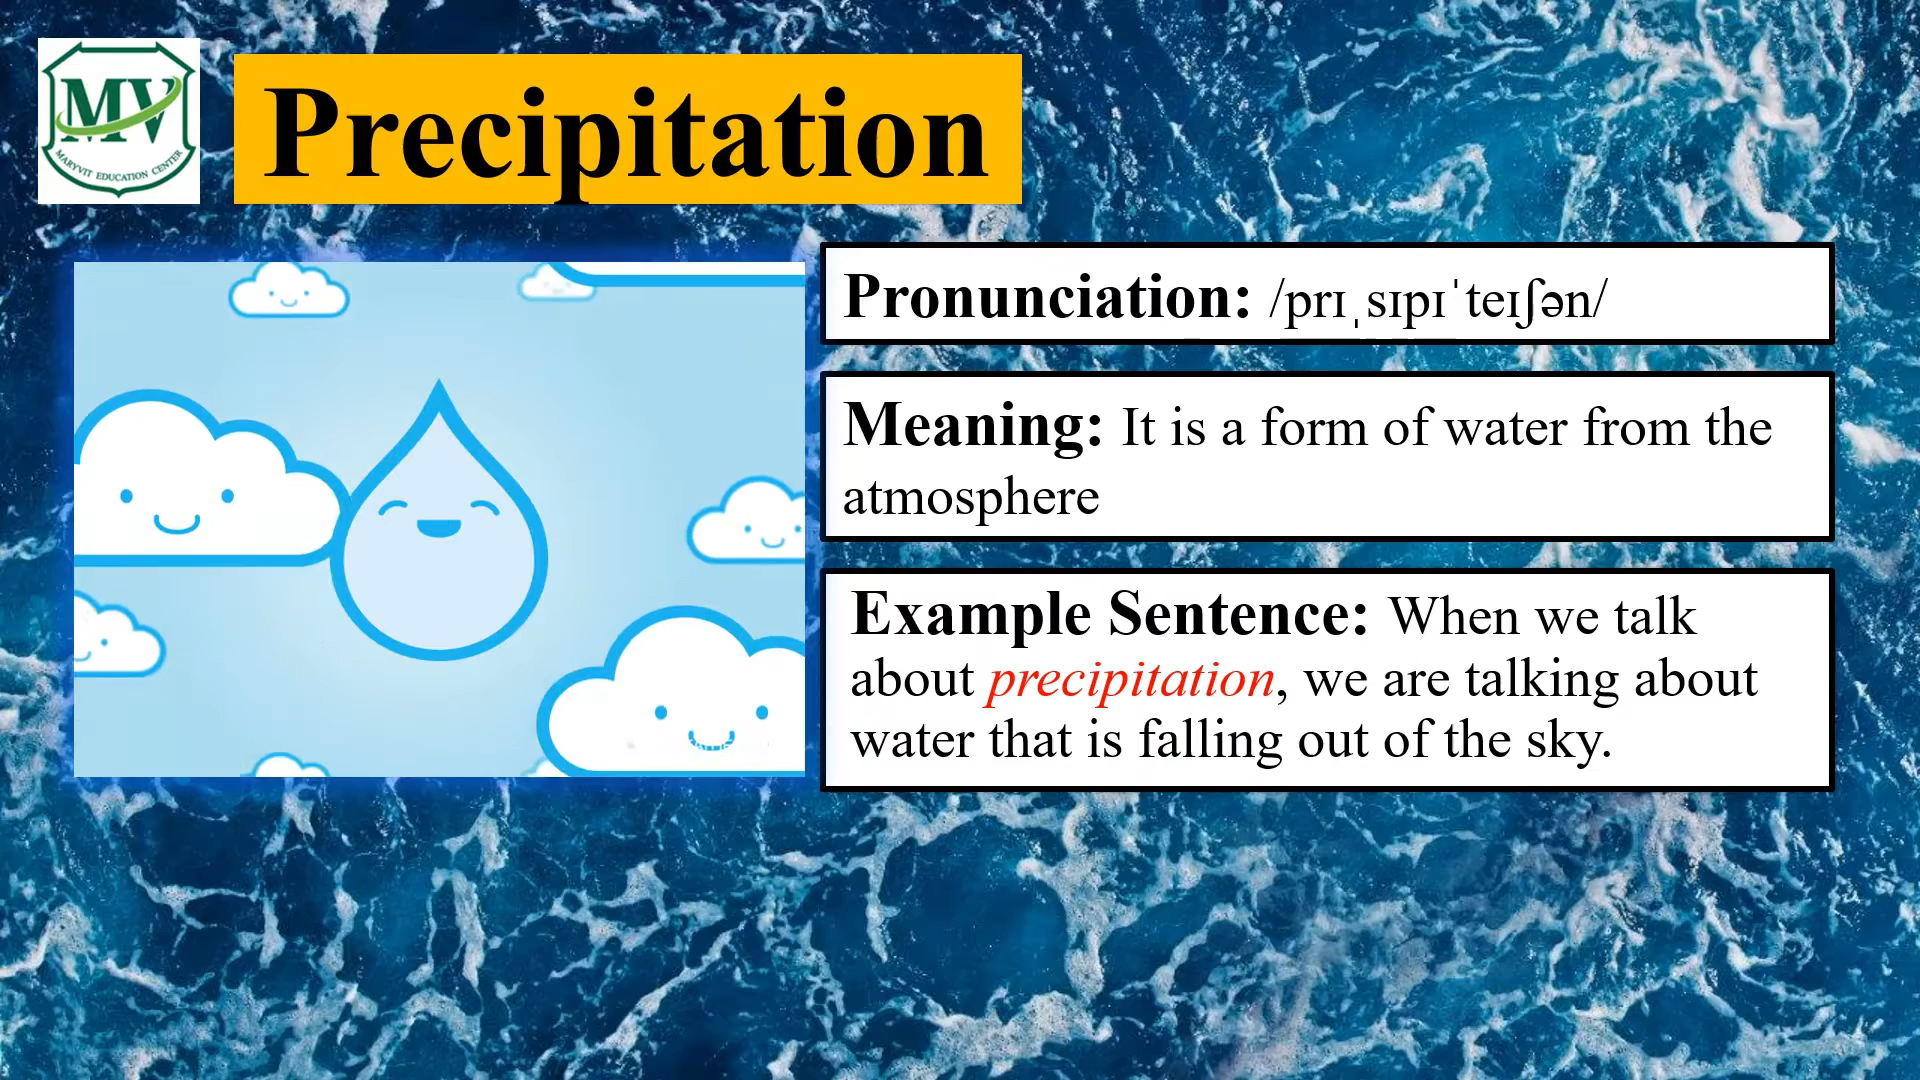 MV
MARYVIT EDUCATION CENTER
Precipitation
Pronunciation: /prɪˌsɪpɪˈteɪʃən/
Meaning: It is a form of water from the
atmosphere
Example Sentence: When we talk
about precipitation, we are talking about
water that is falling out of the sky.